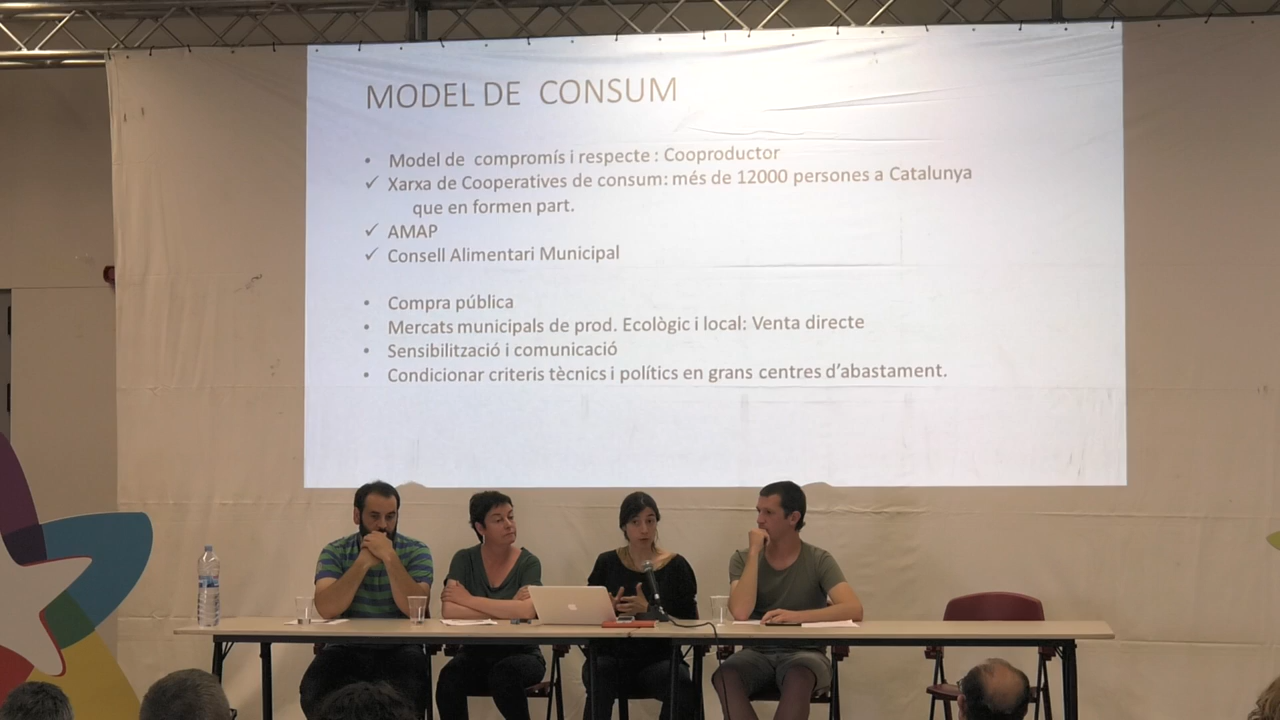 MODEL DE CONSUM
• Model de compromís i respecte : Cooproductor
✓ Xarxa de Cooperatives de consum: més de 12000 persones a Catalunya
que en formen part.
✓ AMAP
✓ Consell Alimentari Municipal
• Compra pública
• Mercats municipals de prod. Ecològic i local: Venta directe
• Sensibilització i comunicació
• Condicionar criteris tècnics i polítics en grans centres d'abastament.